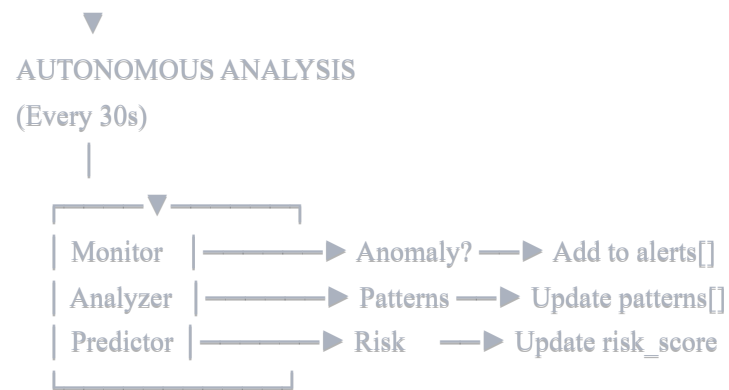 AUTONOMOUS ANALYSIS
(Every 30s)
Monitor Anomaly? Add to alerts[]
Analyzer Patterns Update patterns[]
Predictor Risk Update risk_score